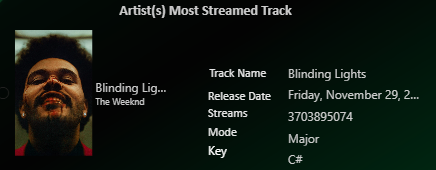 Artist(s) Most Streamed Track
Blinding Lig...
The Weeknd
Track Name Blinding Lights
Release Date Friday, November 29, 2...
Streams 3703895074
Mode Major
Key C#